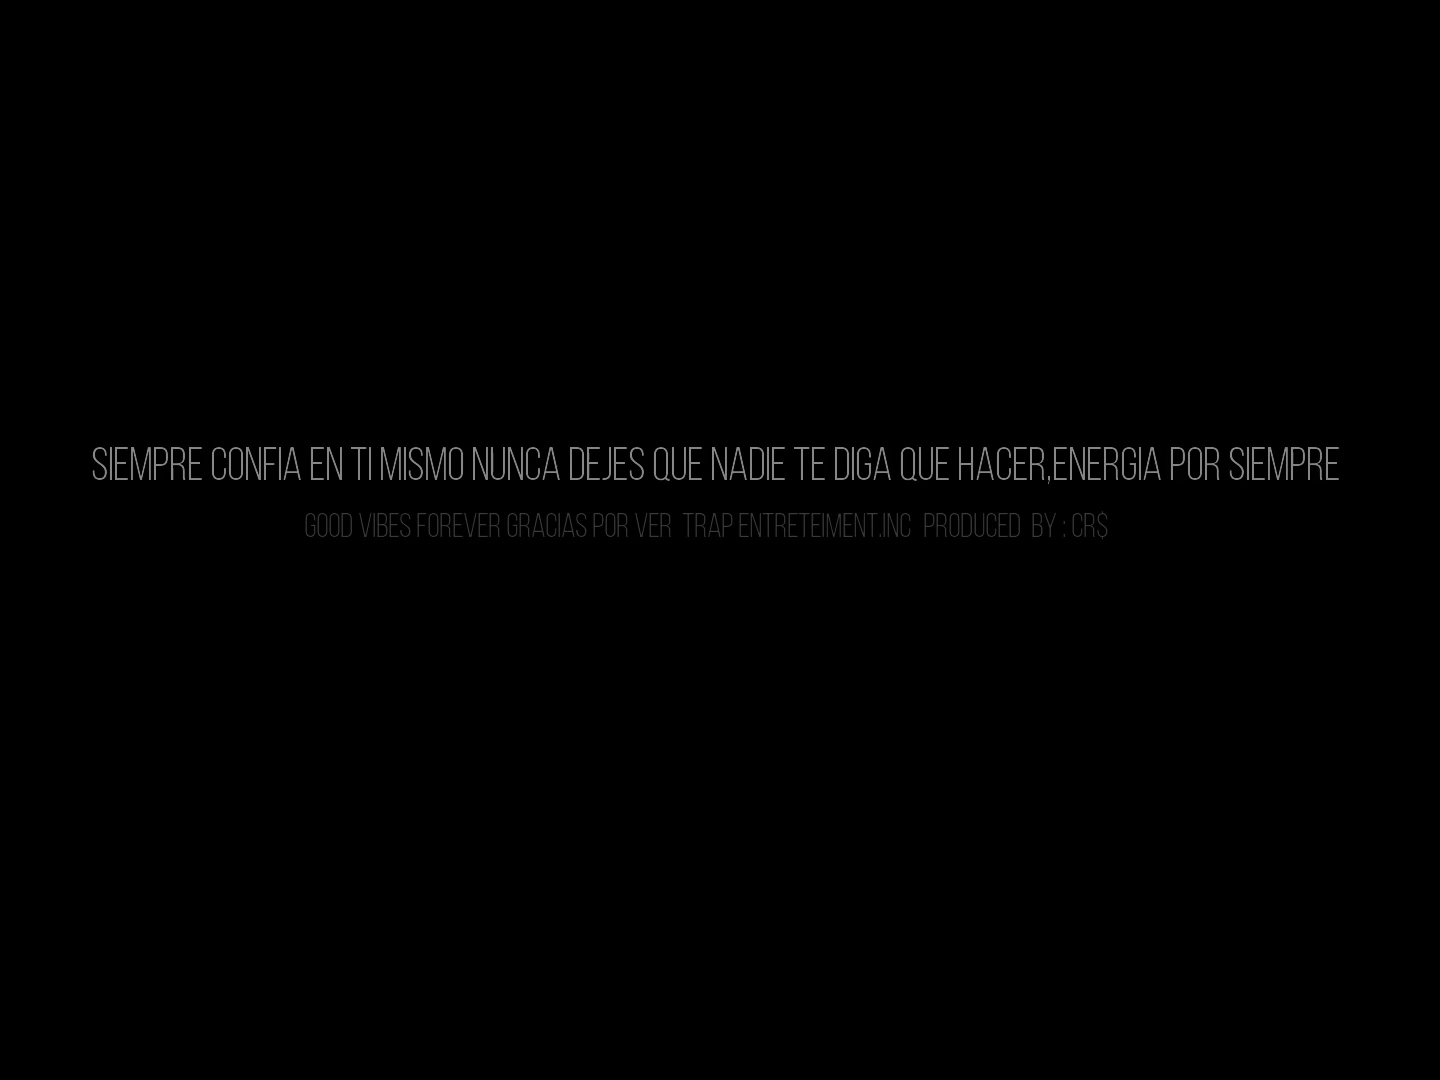 SIEMPRE CONFIA EN TI MISMO NUNCA DEJES QUE NADIE TE DIGA QUE HACER,ENERGIA POR SIEMPRE
GOOD VIBES FOREVER GRACIAS POR VER TRAP ENTRETEIMENT.INC PRODUCED BY : CR$